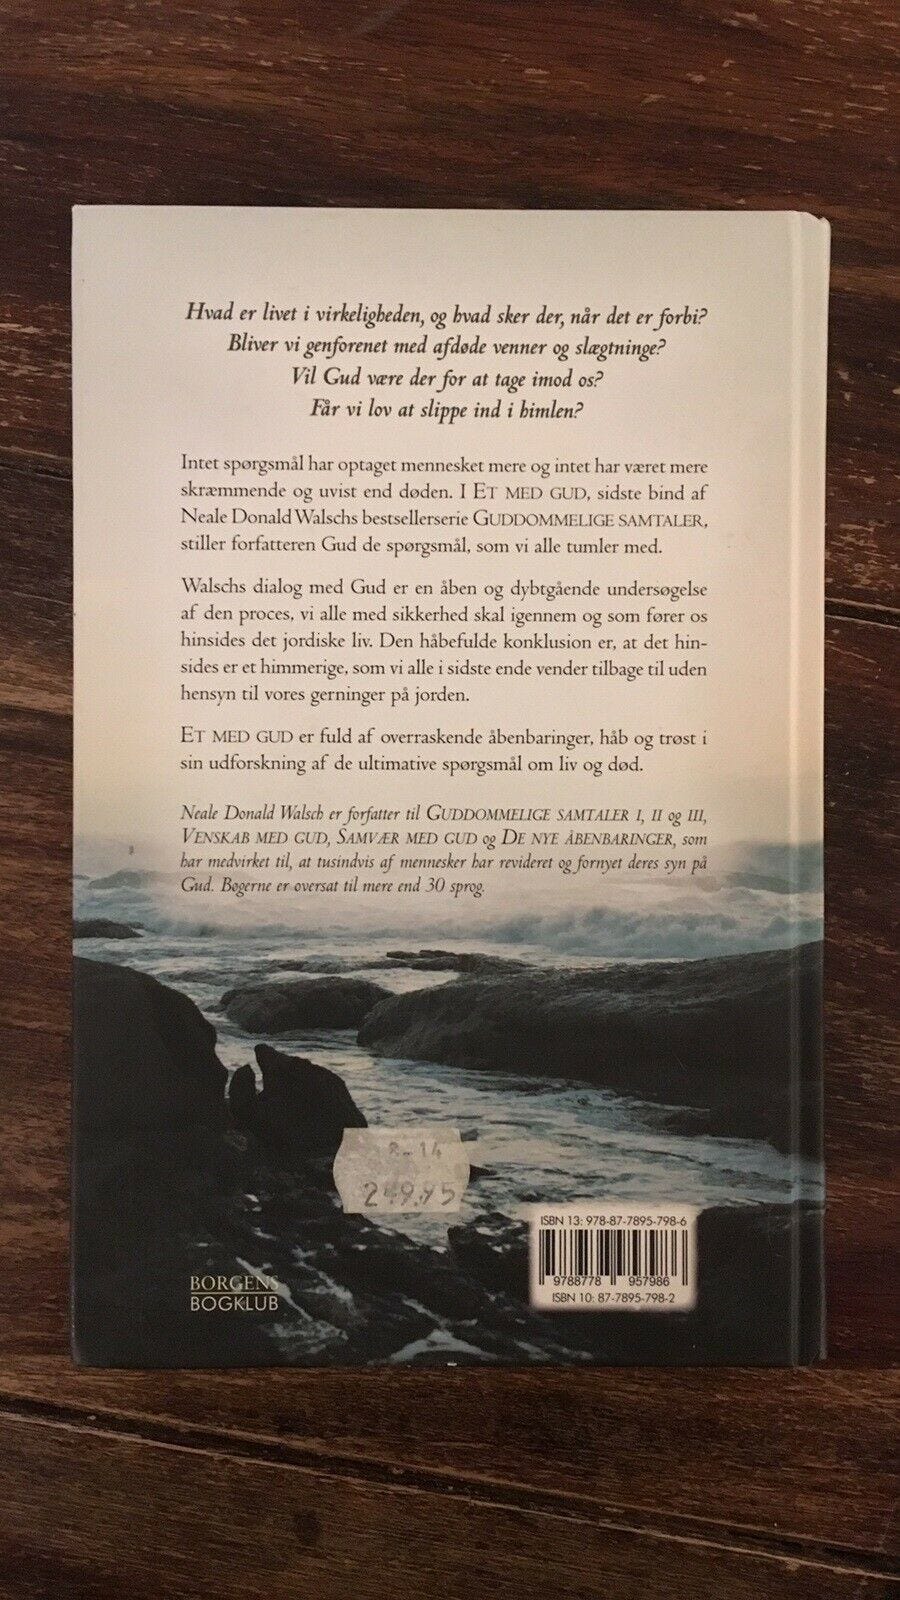 Hvad er livet i virkeligheden, og hvad sker der, når det er forbi?
Bliver vi genforenet med afdøde venner og slægtninge?
Vil Gud være der for at tage imod os?
Får vi lov at slippe ind i himlen?
Intet spørgsmål har optaget mennesket mere og intet har været mere
skræmmende og uvist end døden. I ET MED GUD, sidste bind af
Neale Donald Walschs bestsellerserie GUDDOMMELIGE SAMTALER,
stiller forfatteren Gud de spørgsmål, som vi alle tumler med.
Walschs dialog med Gud er en åben og dybtgående undersøgelse
af den proces, vi alle med sikkerhed skal igennem og som fører os
hinsides det jordiske liv. Den håbefulde konklusion er, at det hin-
sides er et himmerige, som vi alle i sidste ende vender tilbage til uden
hensyn til vores gerninger på jorden.
ET MED GUD er fuld af overraskende åbenbaringer, håb og trøst i
sin udforskning af de ultimative spørgsmål om liv og død.
Neale Donald Walsch er forfatter til GUDDOMMELIGE SAMTALER I, II og III,
VENSKAB MED GUD, SAMVÆR MED GUD og DE NYE ÅBENBARINGER, som
har medvirket til, at tusindvis af mennesker har revideret og fornyet deres syn på
Gud. Bøgerne er oversat til mere end 30 sprog.
8-14
249.95
ISBN 13: 978-87-7895-798-6
9788778 957986
ISBN 10: 87-7895-798-2
BORGENS
BOGKLUB